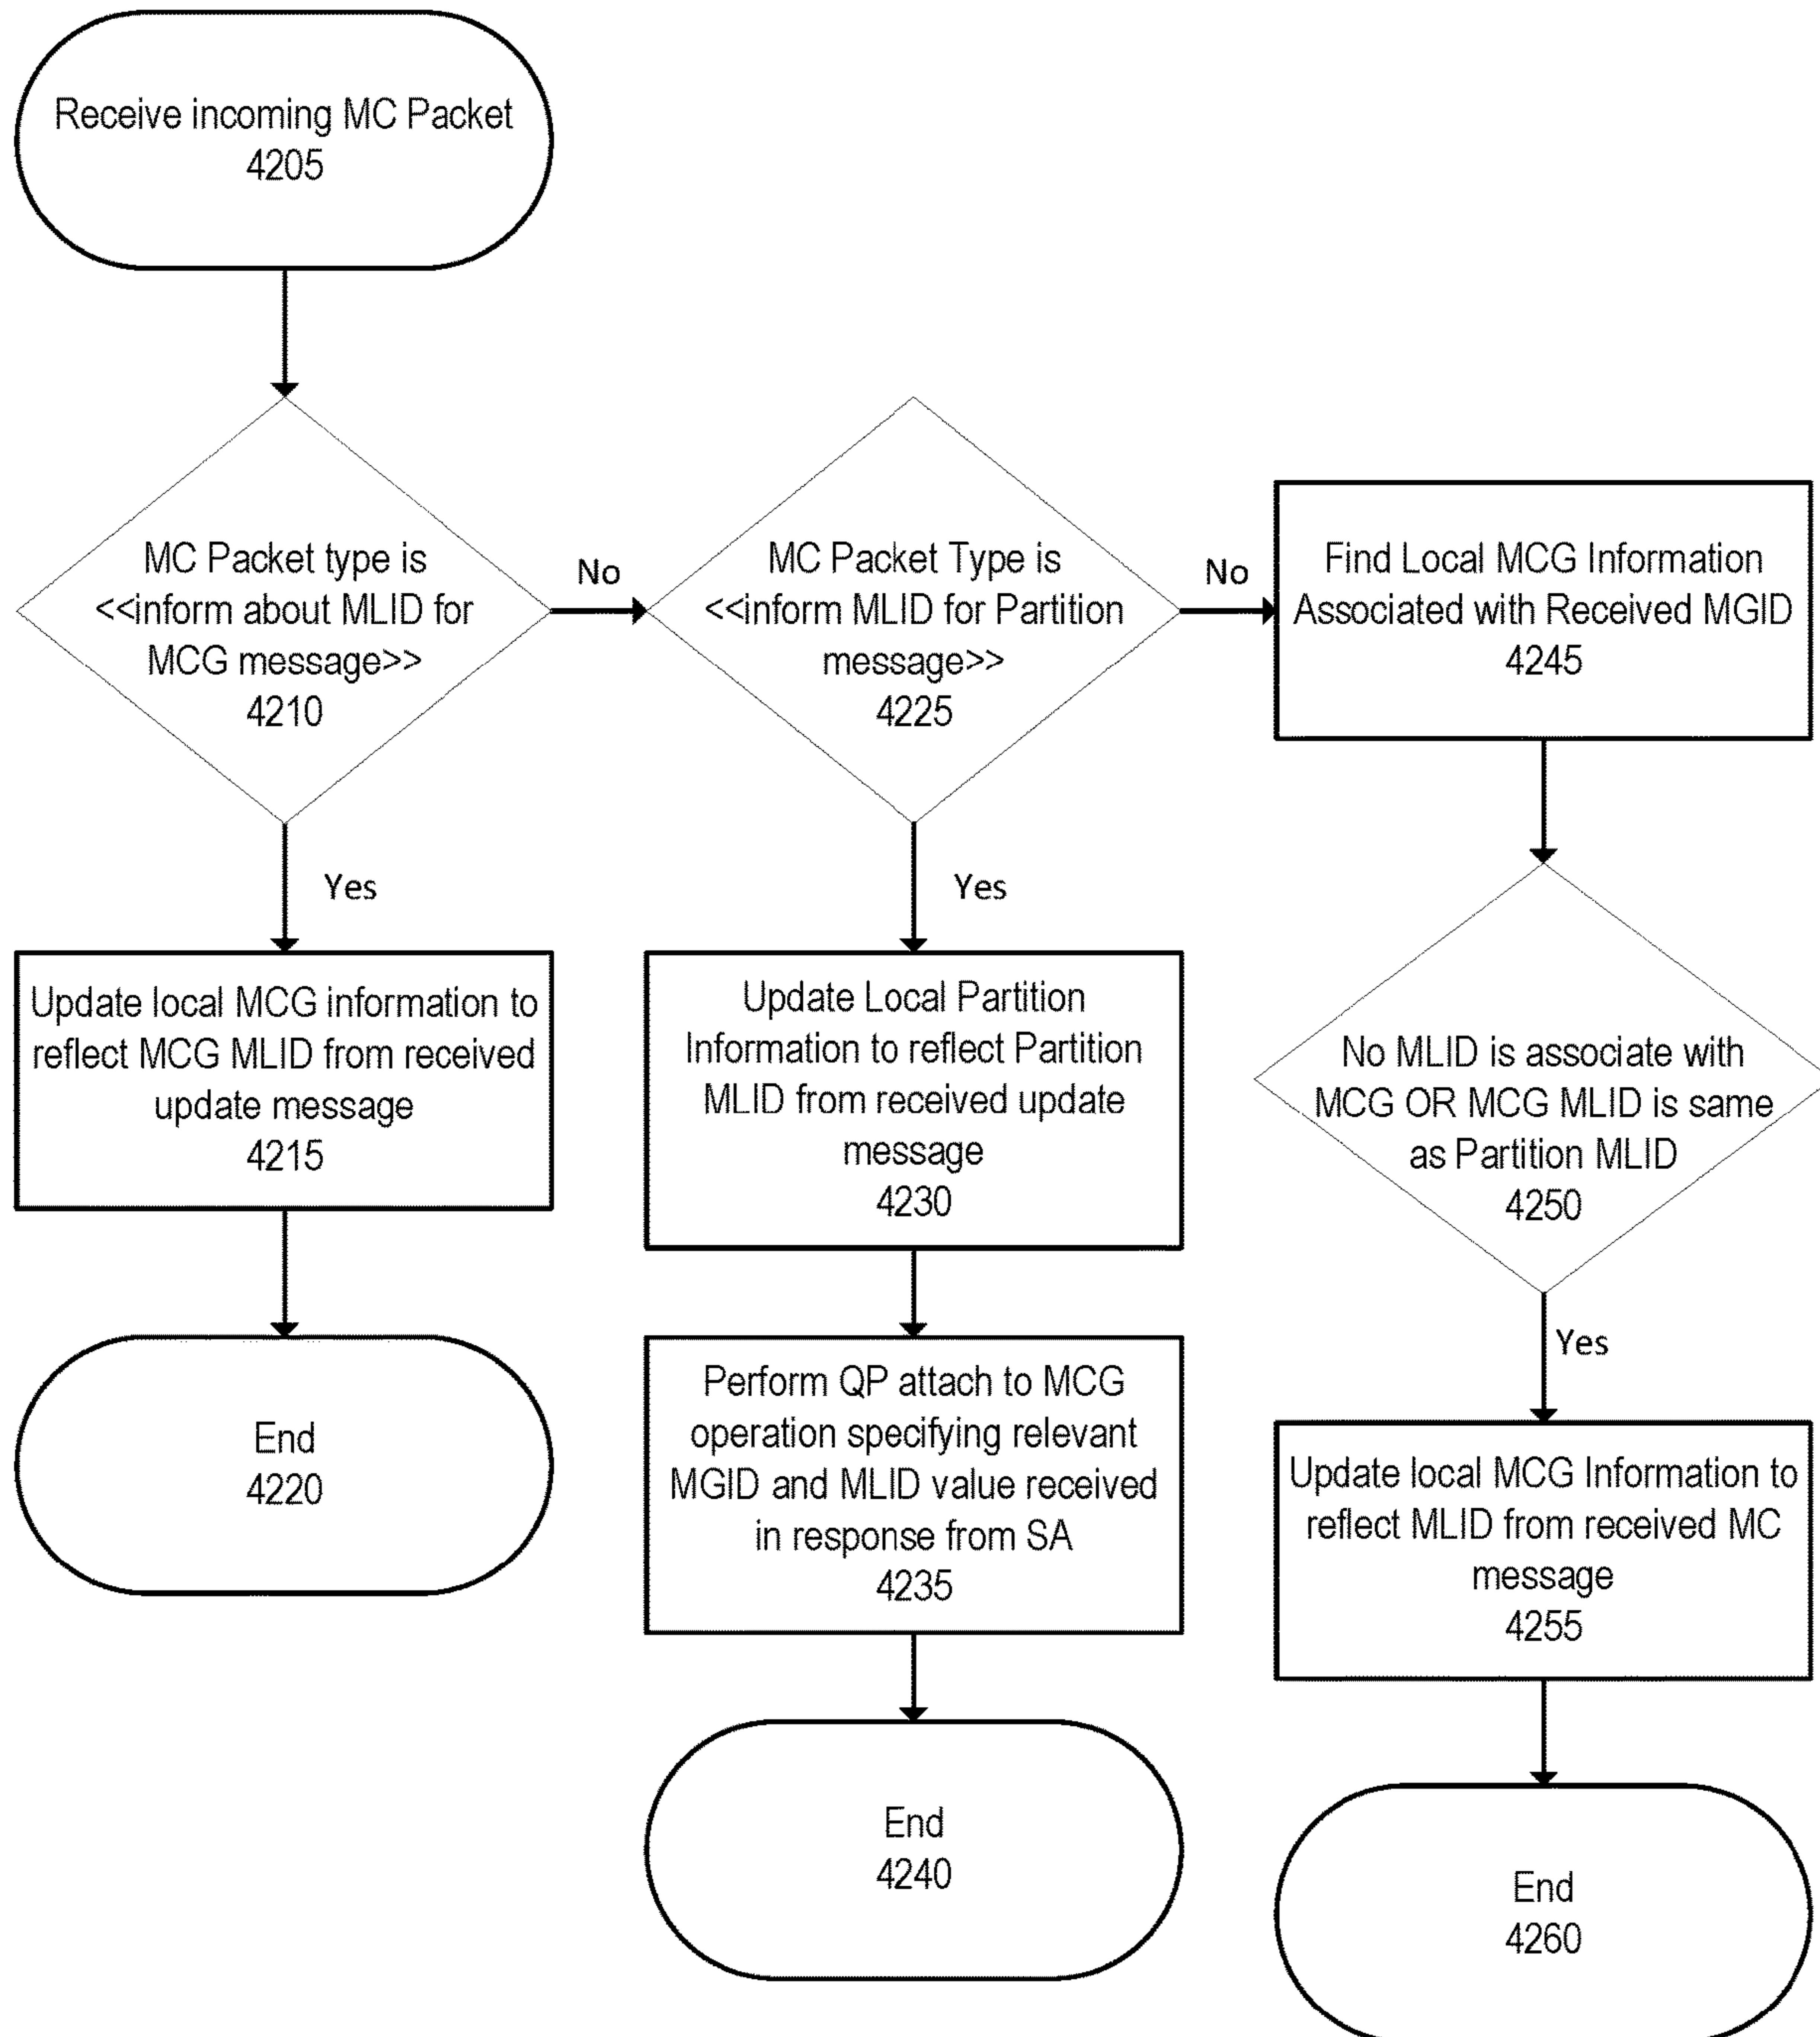 Receive incoming MC Packet
4205
MC Packet type is
<<inform about MLID for
MCG message>>
4210
No
MC Packet Type is
<<inform MLID for Partition
message>>
4225
No
Find Local MCG Information
Associated with Received MGID
4245
Yes
Update local MCG information to
reflect MCG MLID from received
update message
4215
End
4220
Yes
Update Local Partition
Information to reflect Partition
MLID from received update
message
4230
Perform QP attach to MCG
operation specifying relevant
MGID and MLID value received
in response from SA
4235
End
4240
No MLID is associate with
MCG OR MCG MLID is same
as Partition MLID
4250
Yes
Update local MCG Information to
reflect MLID from received MC
message
4255
End
4260